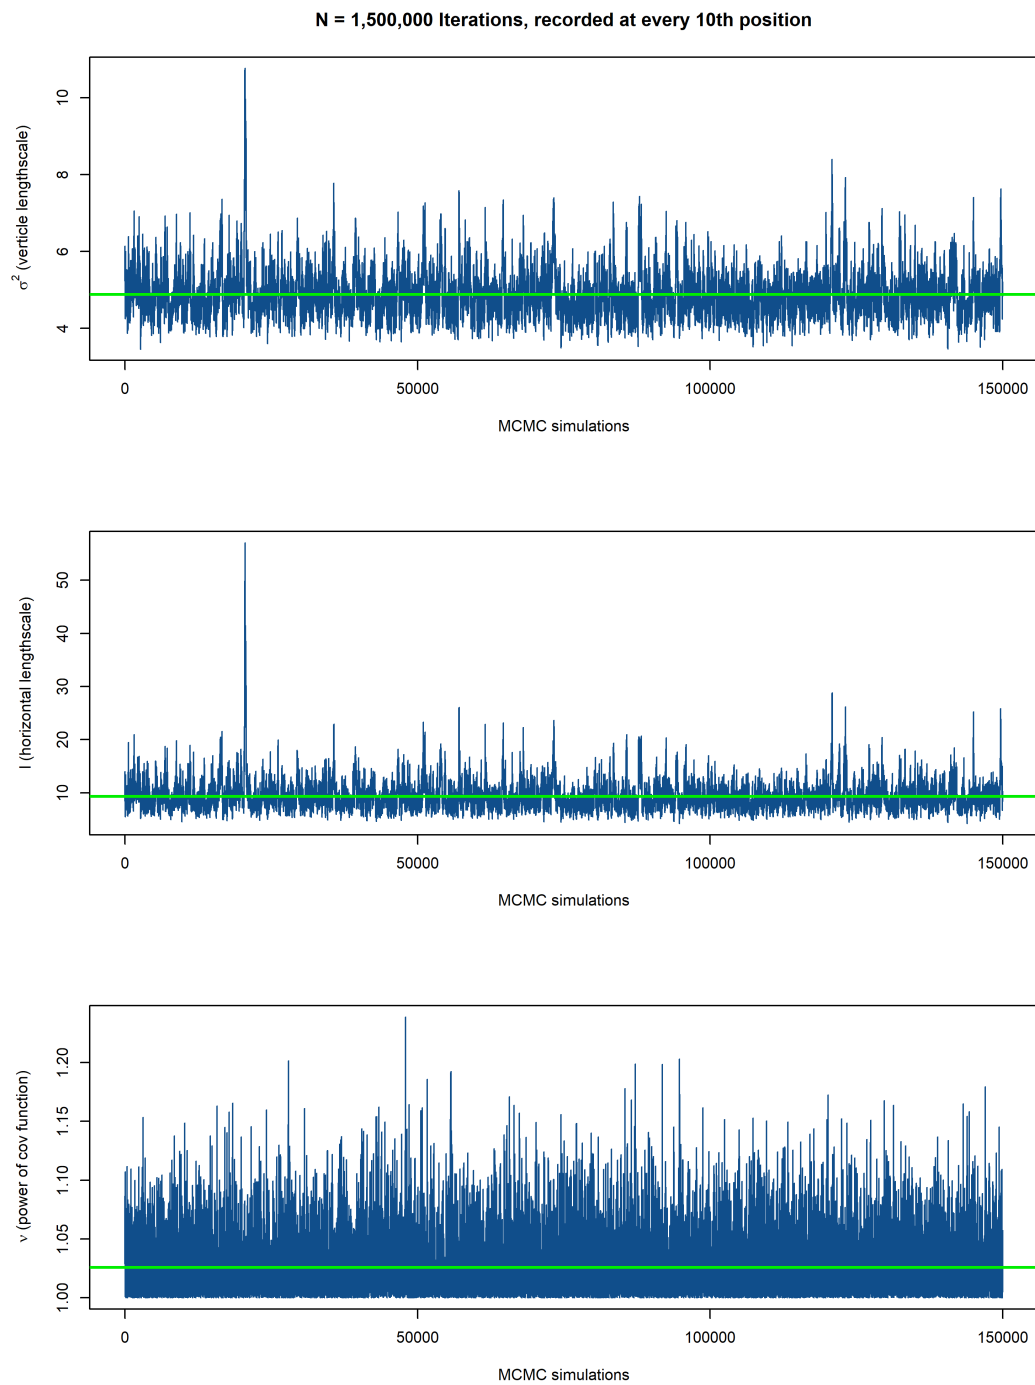 N = 1,500,000 Iterations, recorded at every 10th position
σ² (verticle lengthscale)
10
8
6
4
0 50000 100000 150000
MCMC simulations
l (horizontal lengthscale)
50
40
30
20
10
0 50000 100000 150000
MCMC simulations
ν (power of cov function)
1.20
1.15
1.10
1.05
1.00
0 50000 100000 150000
MCMC simulations